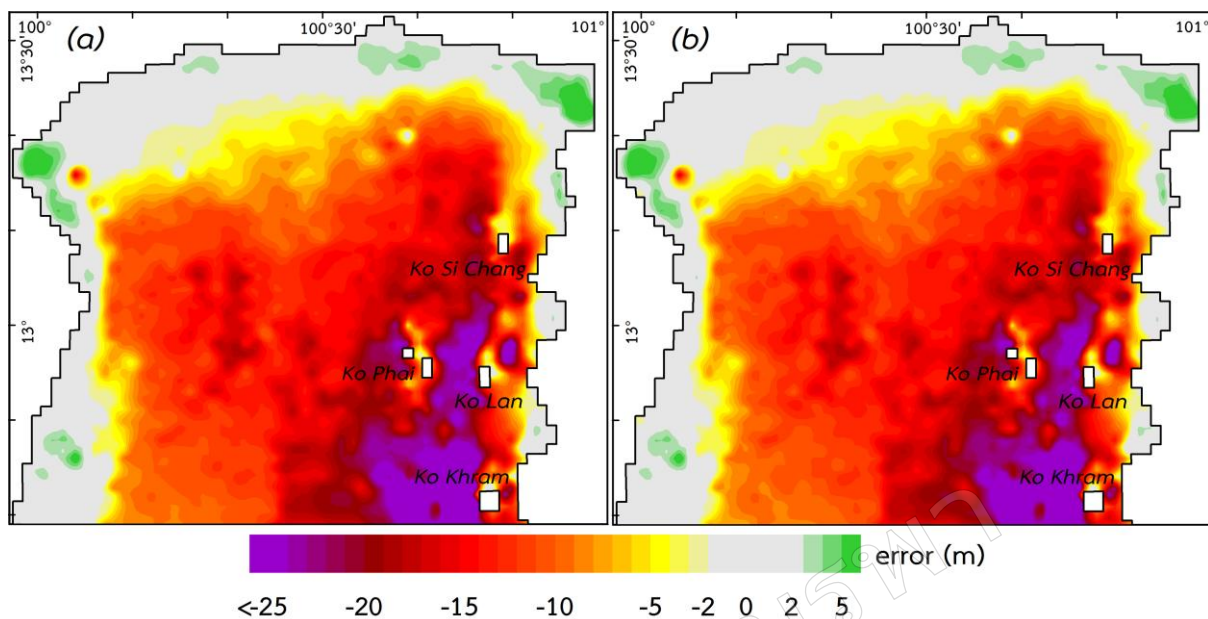 100° 100°30' 101° 100° 100°30' 101°
(a) (b)
13°30' 13°30'
Ko Si Chang Ko Si Chang
13° 13°
Ko Phai Ko Phai
Ko Lan Ko Lan
Ko Khram Ko Khram
error (m)
<-25 -20 -15 -10 -5 -2 0 2 5